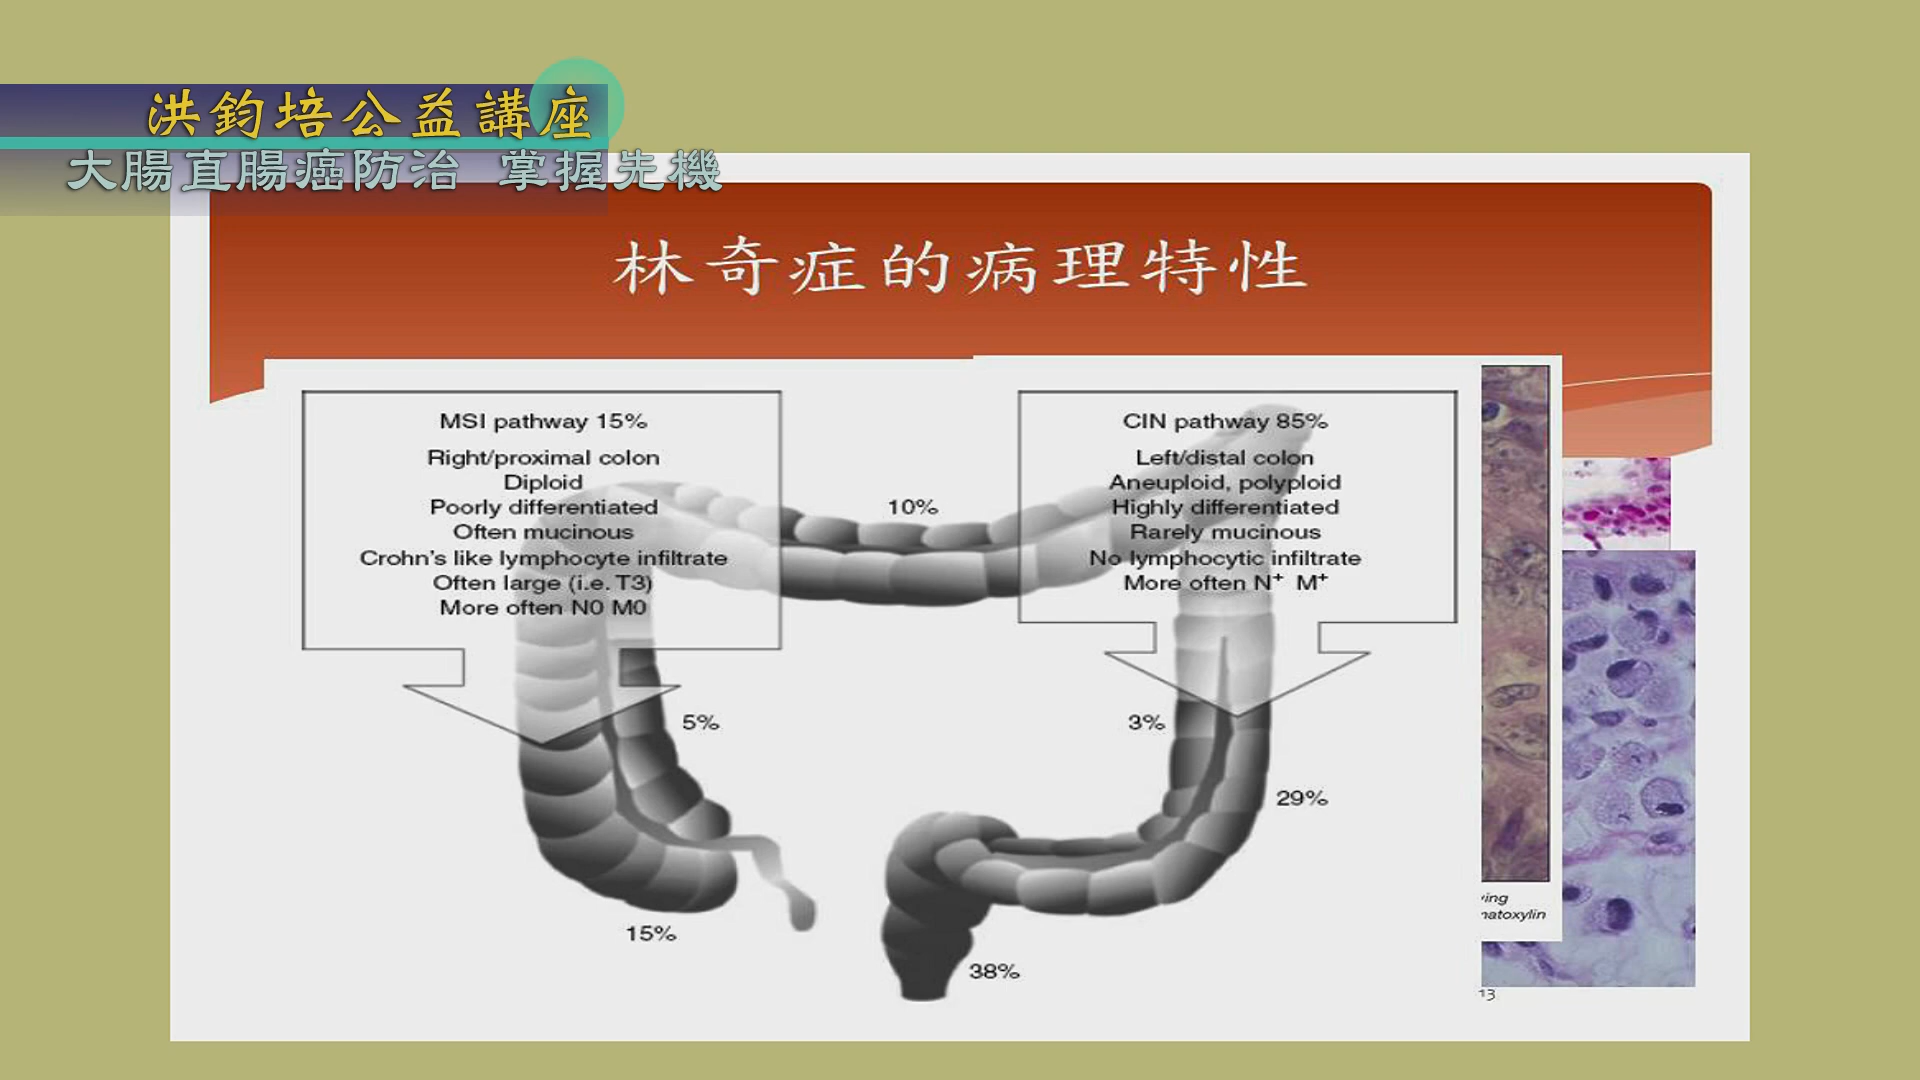 洪鈞培公益講座
大腸直腸癌防治 掌握先機
林奇症的病理特性
MSI pathway 15%
Right/proximal colon
Diploid
Poorly differentiated
Often mucinous
Crohn's like lymphocyte infiltrate
Often large (i.e. T3)
More often N0 M0
CIN pathway 85%
Left/distal colon
Aneuploid, polyploid
Highly differentiated
Rarely mucinous
No lymphocytic infiltrate
More often N⁺ M⁺
10%
5%
3%
29%
15%
38%
13